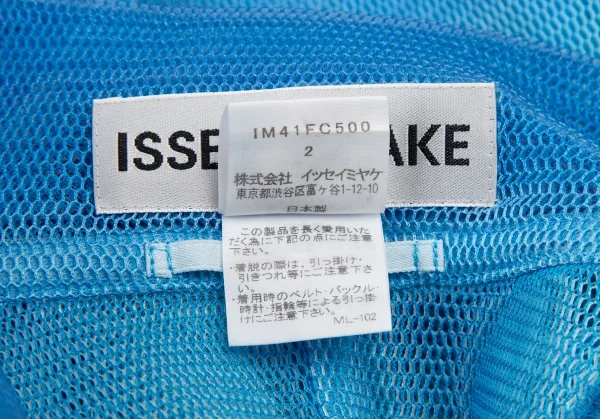 ISSE AKE
IM41FC500
2
株式会社 イッセイミヤケ
東京都渋谷区富ヶ谷1-12-10
日本製
この製品を長く愛用いた
だく為に下記の点にご注意
下さい。
・着脱の際は、引っ掛け・
引きつれ等にご注意下さ
い。
・着用時のベルト・バックル・
時計・指輪等による引っ掛
けにご注意下さい。
ML-102